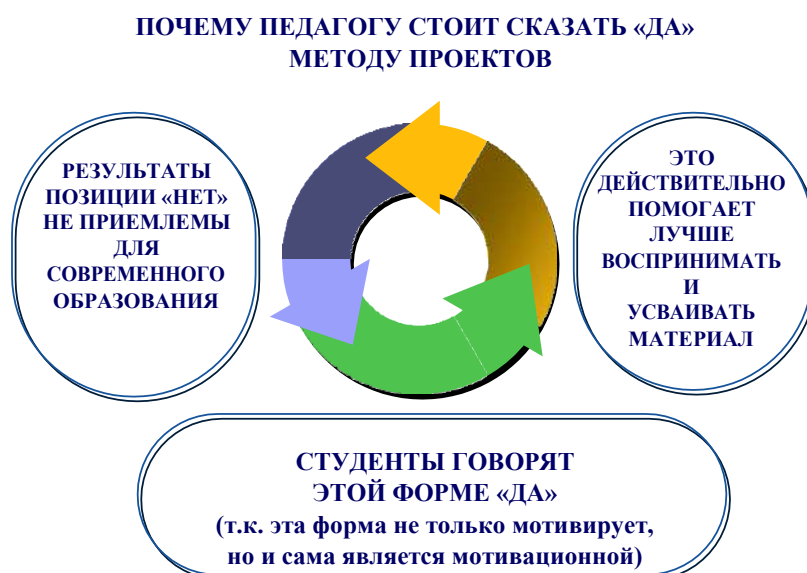 ПОЧЕМУ ПЕДАГОГУ СТОИТ СКАЗАТЬ «ДА»
МЕТОДУ ПРОЕКТОВ
РЕЗУЛЬТАТЫ
ПОЗИЦИИ «НЕТ»
НЕ ПРИЕМЛЕМЫ
ДЛЯ
СОВРЕМЕННОГО
ОБРАЗОВАНИЯ
ЭТО
ДЕЙСТВИТЕЛЬНО
ПОМОГАЕТ
ЛУЧШЕ
ВОСПРИНИМАТЬ
И
УСВАИВАТЬ
МАТЕРИАЛ
СТУДЕНТЫ ГОВОРЯТ
ЭТОЙ ФОРМЕ «ДА»
(т.к. эта форма не только мотивирует,
но и сама является мотивационной)